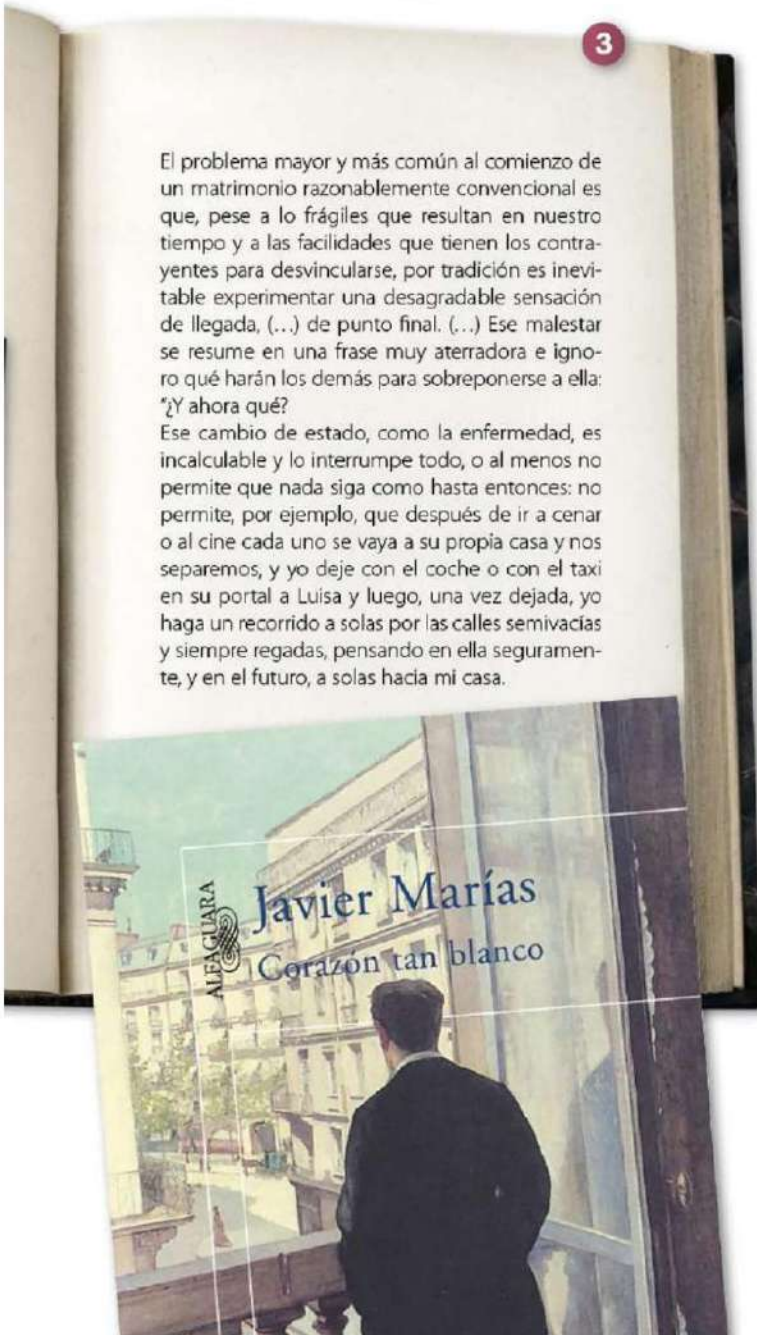 3
El problema mayor y más común al comienzo de
un matrimonio razonablemente convencional es
que, pese a lo frágiles que resultan en nuestro
tiempo y a las facilidades que tienen los contra-
yentes para desvincularse, por tradición es inevi-
table experimentar una desagradable sensación
de llegada, (...) de punto final. (...) Ese malestar
se resume en una frase muy aterradora e igno-
ro qué harán los demás para sobreponerse a ella:
"¿Y ahora qué?
Ese cambio de estado, como la enfermedad, es
incalculable y lo interrumpe todo, o al menos no
permite que nada siga como hasta entonces: no
permite, por ejemplo, que después de ir a cenar
o al cine cada uno se vaya a su propia casa y nos
separemos, y yo deje con el coche o con el taxi
en su portal a Luisa y luego, una vez dejada, yo
haga un recorrido a solas por las calles semivacías
y siempre regadas, pensando en ella seguramen-
te, y en el futuro, a solas hacia mi casa.
ALFAGUARA
Javier Marías
Corazón tan blanco